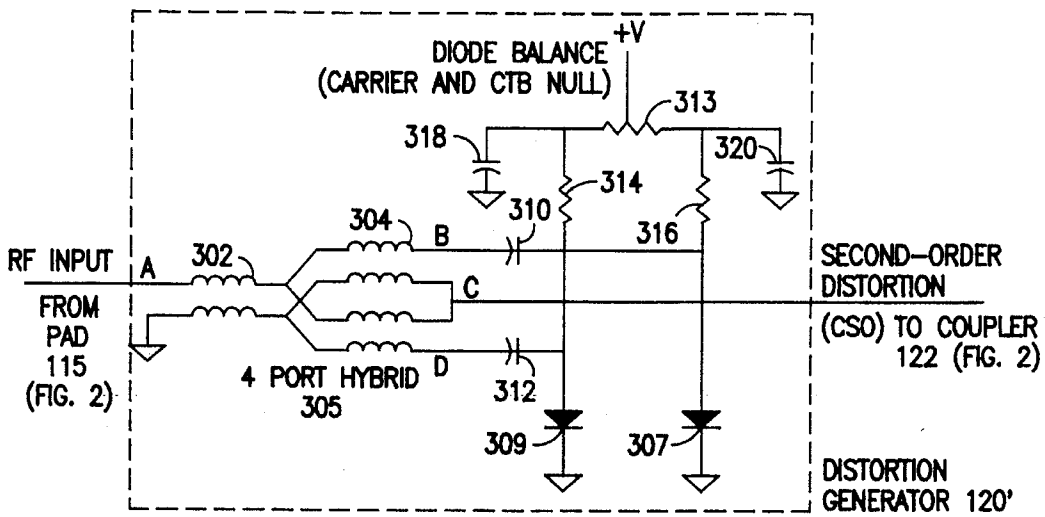 +V
DIODE BALANCE
(CARRIER AND CTB NULL)
313
318
320
314
310
304
316
B
302
A
RF INPUT
FROM
PAD
115
(FIG. 2)
C
SECOND-ORDER
DISTORTION
(CSO) TO COUPLER
122 (FIG. 2)
D
312
4 PORT HYBRID
305
309
307
DISTORTION
GENERATOR 120'